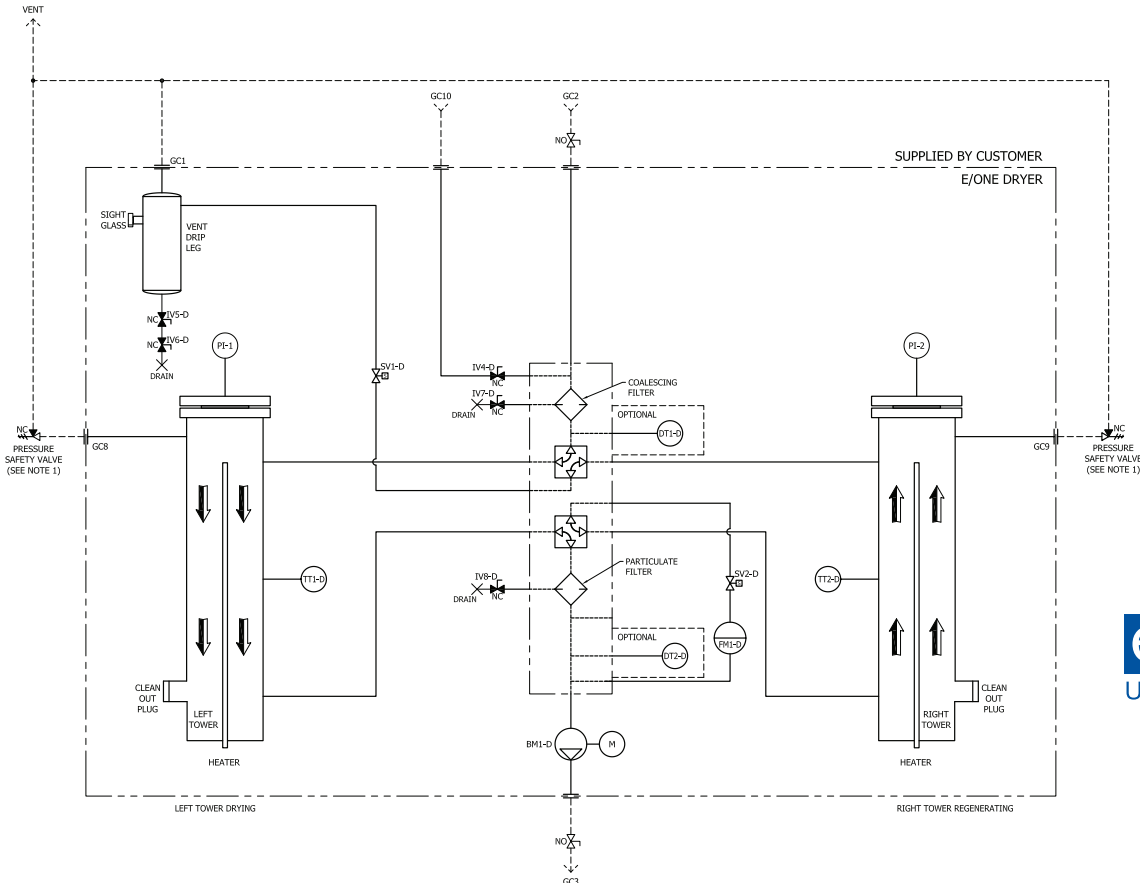 VENT
GC10
GC2
NO
GC1
SUPPLIED BY CUSTOMER
E/ONE DRYER
SIGHT
GLASS
VENT
DRIP
LEG
NC
IV5-D
NC
IV6-D
DRAIN
PI-1
SV1-D
IV4-D
NC
IV7-D
NC
DRAIN
COALESCING
FILTER
OPTIONAL
DT1-D
PI-2
NC
PRESSURE
SAFETY VALVE
(SEE NOTE 1)
GC8
GC9
NC
PRESSURE
SAFETY VALVE
(SEE NOTE 1)
TT1-D
IV8-D
NC
DRAIN
PARTICULATE
FILTER
SV2-D
TT2-D
OPTIONAL
DT2-D
FM1-D
CLEAN
OUT
PLUG
LEFT
TOWER
HEATER
BM1-D
M
RIGHT
TOWER
CLEAN
OUT
PLUG
HEATER
LEFT TOWER DRYING
RIGHT TOWER REGENERATING
NO
GC3